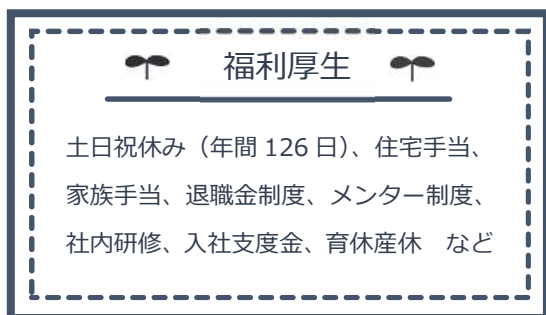 福利厚生
土日祝休み（年間 126 日）、住宅手当、
家族手当、退職金制度、メンター制度、
社内研修、入社支度金、育休産休　など